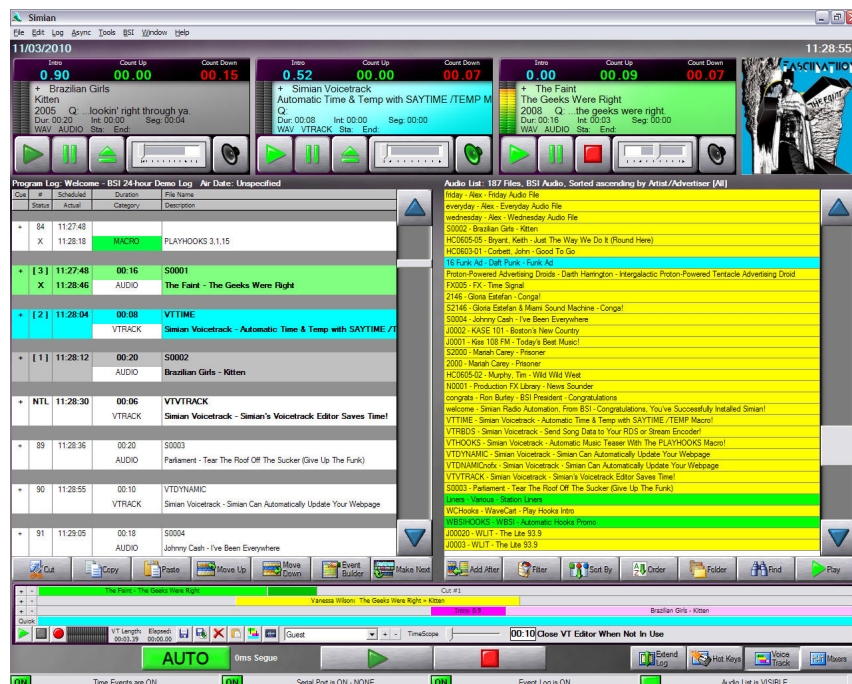 Simian
File Edit Log Async Tools BSI Window Help
11/03/2010 11:28:55
Intro Count Up Count Down
0.90 00.00 00.15
+ Brazilian Girls
Kitten
2005 Q: ...lookin' right through ya.
Dur: 00:20 Int: 00:00 Seg: 00:04
WAV AUDIO Sta: End:
Intro Count Up Count Down
0.52 00.00 00.07
+ Simian Voicetrack
Automatic Time & Temp with SAYTIME /TEMP M
Q:
Dur: 00:08 Int: 00:00 Seg: 00:00
WAV VTRACK Sta: End:
Intro Count Up Count Down
0.00 00.09 00.07
+ The Faint
The Geeks Were Right
2008 Q: ...the geeks were right.
Dur: 00:16 Int: 00:03 Seg: 00:00
WAV AUDIO Sta: End:
FASCIINATIION
THE FAINT
Program Log: Welcome - BSI 24-hour Demo Log Air Date: Unspecified
Cue # Scheduled Duration File Name
Status Actual Category Description
+ 84 11:27:48
X 11:28:18 MACRO PLAYHOOKS 3,1,15
+ [ 3 ] 11:27:48 00:16 S0001
X 11:28:46 AUDIO The Faint - The Geeks Were Right
+ [ 2 ] 11:28:04 00:08 VTTIME
VTRACK Simian Voicetrack - Automatic Time & Temp with SAYTIME /T
+ [ 1 ] 11:28:12 00:20 S0002
AUDIO Brazilian Girls - Kitten
+ NTL 11:28:30 00:06 VTVTRACK
VTRACK Simian Voicetrack - Simian's Voicetrack Editor Saves Time!
+ 89 11:28:36 00:20 S0003
AUDIO Parliament - Tear The Roof Off The Sucker (Give Up The Funk)
+ 90 11:28:55 00:10 VTDYNAMIC
VTRACK Simian Voicetrack - Simian Can Automatically Update Your Webpage
+ 91 11:29:05 00:18 S0004
AUDIO Johnny Cash - I've Been Everywhere
Audio List: 187 Files, BSI Audio, Sorted ascending by Artist/Advertiser [All]
friday - Alex - Friday Audio File
everyday - Alex - Everyday Audio File
wednesday - Alex - Wednesday Audio File
S0002 - Brazilian Girls - Kitten
HC0605-05 - Bryant, Keith - Just The Way We Do It (Round Here)
HC0603-01 - Corbett, John - Good To Go
16 Funk Ad - Daft Punk - Funk Ad
Proton-Powered Advertising Droids - Darth Harrington - Intergalactic Proton-Powered Tentacle Advertising Droid
FX005 - FX - Time Signal
2146 - Gloria Estefan - Conga!
S2146 - Gloria Estefan & Miami Sound Machine - Conga!
S0004 - Johnny Cash - I've Been Everywhere
J0002 - KASE 101 - Boston's New Country
J0001 - Kiss 108 FM - Today's Best Music!
S2000 - Mariah Carey - Prisoner
2000 - Mariah Carey - Prisoner
HC0605-02 - Murphy, Tim - Wild Wild West
N0001 - Production FX Library - News Sounder
congrats - Ron Burley - BSI President - Congratulations
welcome - Simian Radio Automation, From BSI - Congratulations, You've Successfully Installed Simian!
VTTIME - Simian Voicetrack - Automatic Time & Temp with SAYTIME /TEMP Macro!
VTRBDS - Simian Voicetrack - Send Song Data to Your RDS or Stream Encoder!
VTHOOKS - Simian Voicetrack - Automatic Music Teaser With The PLAYHOOKS Macro!
VTDYNAMIC - Simian Voicetrack - Simian Can Automatically Update Your Webpage
VTDNAMICnofx - Simian Voicetrack - Simian Can Automatically Update Your Webpage
VTVTRACK - Simian Voicetrack - Simian's Voicetrack Editor Saves Time!
S0003 - Parliament - Tear The Roof Off The Sucker (Give Up The Funk)
Liners - Various - Station Liners
WCHooks - WaveCart - Play Hooks Intro
WBSIHOOKS - WBSI - Automatic Hooks Promo
J00020 - WLIT - The Lite 93.9
J0003 - WLIT - The Lite 93.9
Cut Copy Paste Move Up Move Down Event Builder Make Next
Add After Filter Sort By Order Folder Find Play
+ - The Faint - The Geeks Were Right Cut #1
+ - Vanessa Wilson: The Geeks Were Right > Kitten
+ - Intro: 0.9 Brazilian Girls - Kitten
Quick
VT Length: 00:03.39 Elapsed: 00:00.00 Guest + - TimeScope 00:10 Close VT Editor When Not In Use
AUTO 0ms Segue Extend Log Hot Keys Voice Track Mixers
ON Time Events are ON ON Serial Port is ON - NONE ON Event Log is ON Audio List is VISIBLE